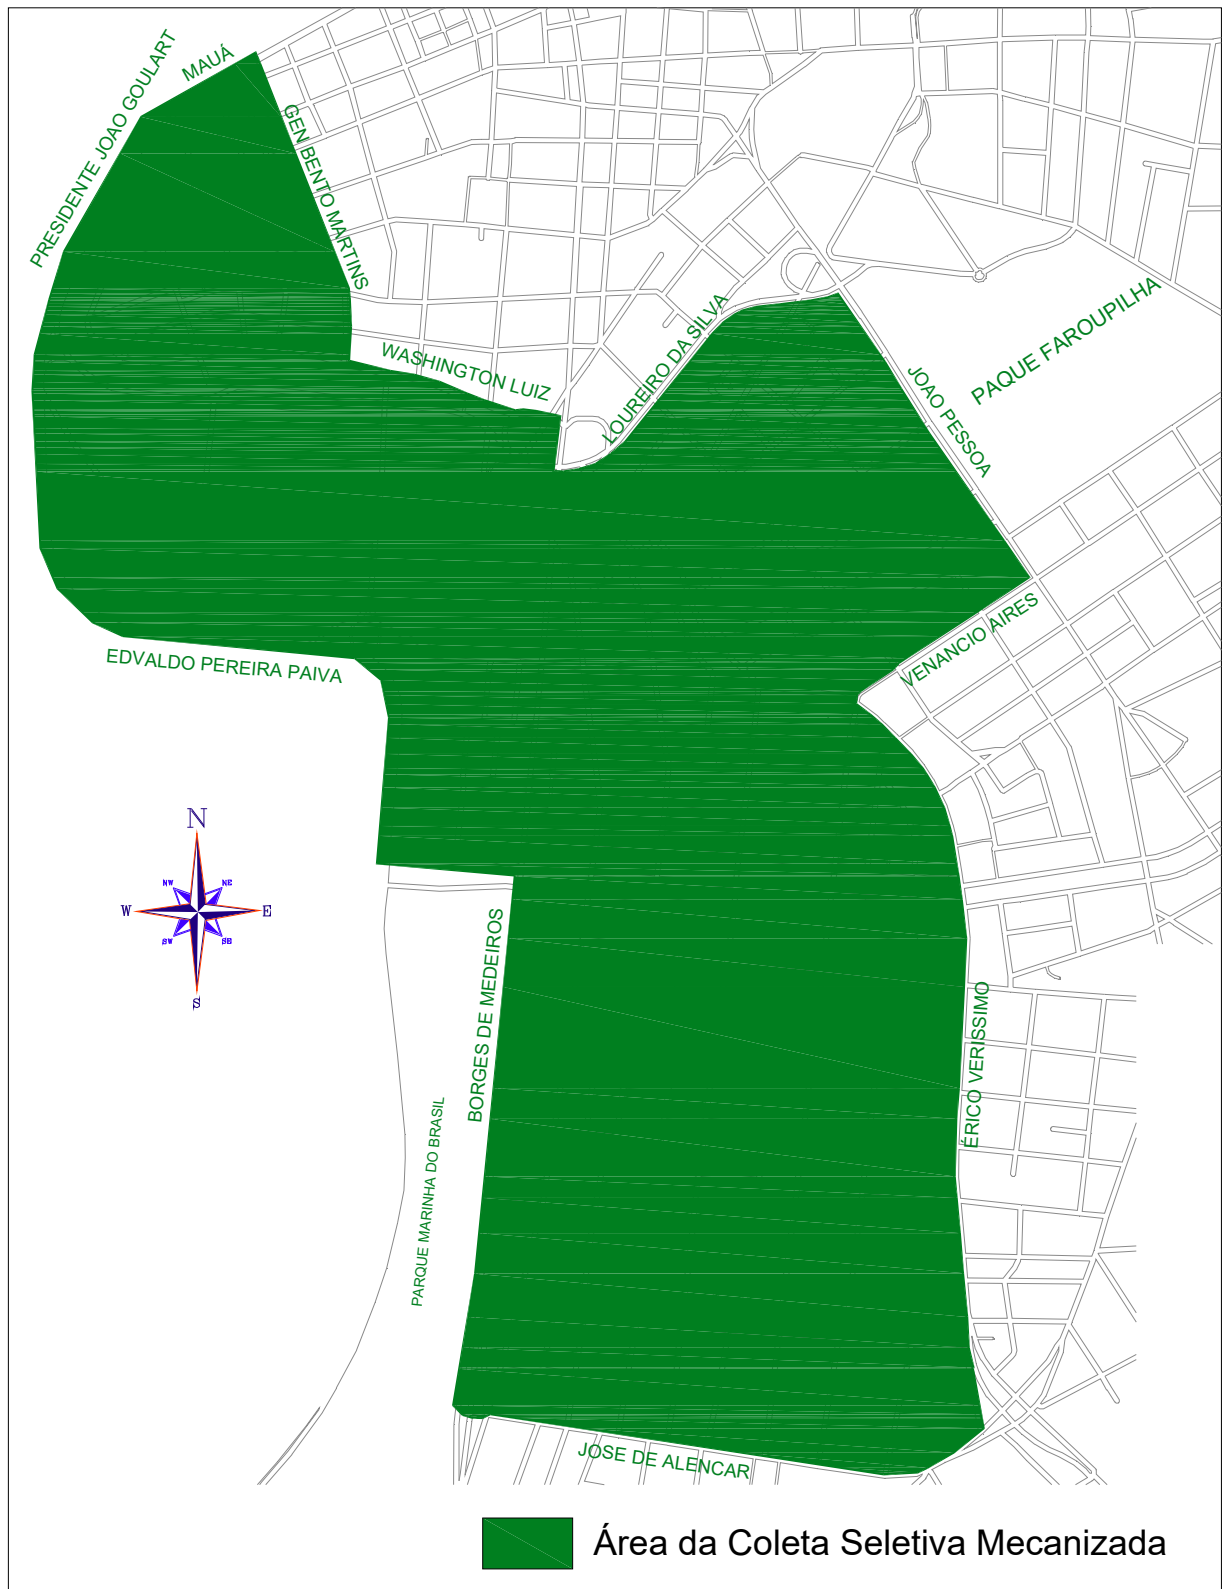 MAUÁ
PRESIDENTE JOAO GOULART
GEN BENTO MARTINS
WASHINGTON LUIZ
LOUREIRO DA SILVA
PAQUE FAROUPILHA
JOAO PESSOA
VENANCIO AIRES
EDVALDO PEREIRA PAIVA
N
NW
NE
W
E
SW
SE
S
BORGES DE MEDEIROS
ÉRICO VERISSIMO
PARQUE MARINHA DO BRASIL
JOSE DE ALENCAR
Área da Coleta Seletiva Mecanizada